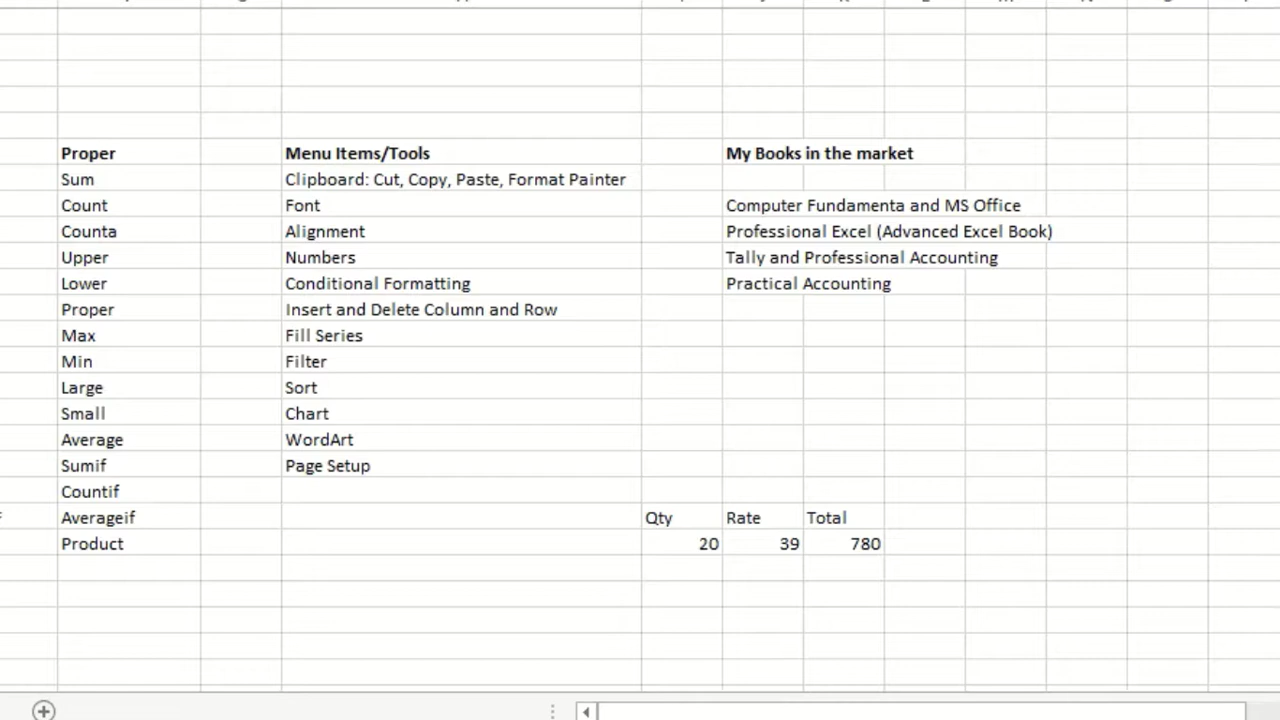 Proper Menu Items/Tools My Books in the market
Sum Clipboard: Cut, Copy, Paste, Format Painter
Count Font Computer Fundamenta and MS Office
Counta Alignment Professional Excel (Advanced Excel Book)
Upper Numbers Tally and Professional Accounting
Lower Conditional Formatting Practical Accounting
Proper Insert and Delete Column and Row
Max Fill Series
Min Filter
Large Sort
Small Chart
Average WordArt
Sumif Page Setup
Countif
Averageif Qty Rate Total
Product 20 39 780